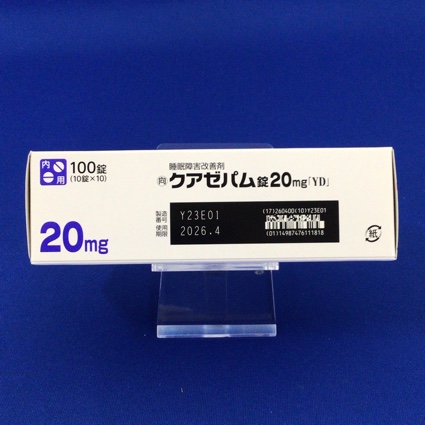 内用
100錠
(10錠×10)
睡眠障害改善剤
向 クアゼパム錠20mg「YD」
製造番号 Y23E01
使用期限 2026.4
(17)260400(10)Y23E01
(01)14987476111818
20mg
紙